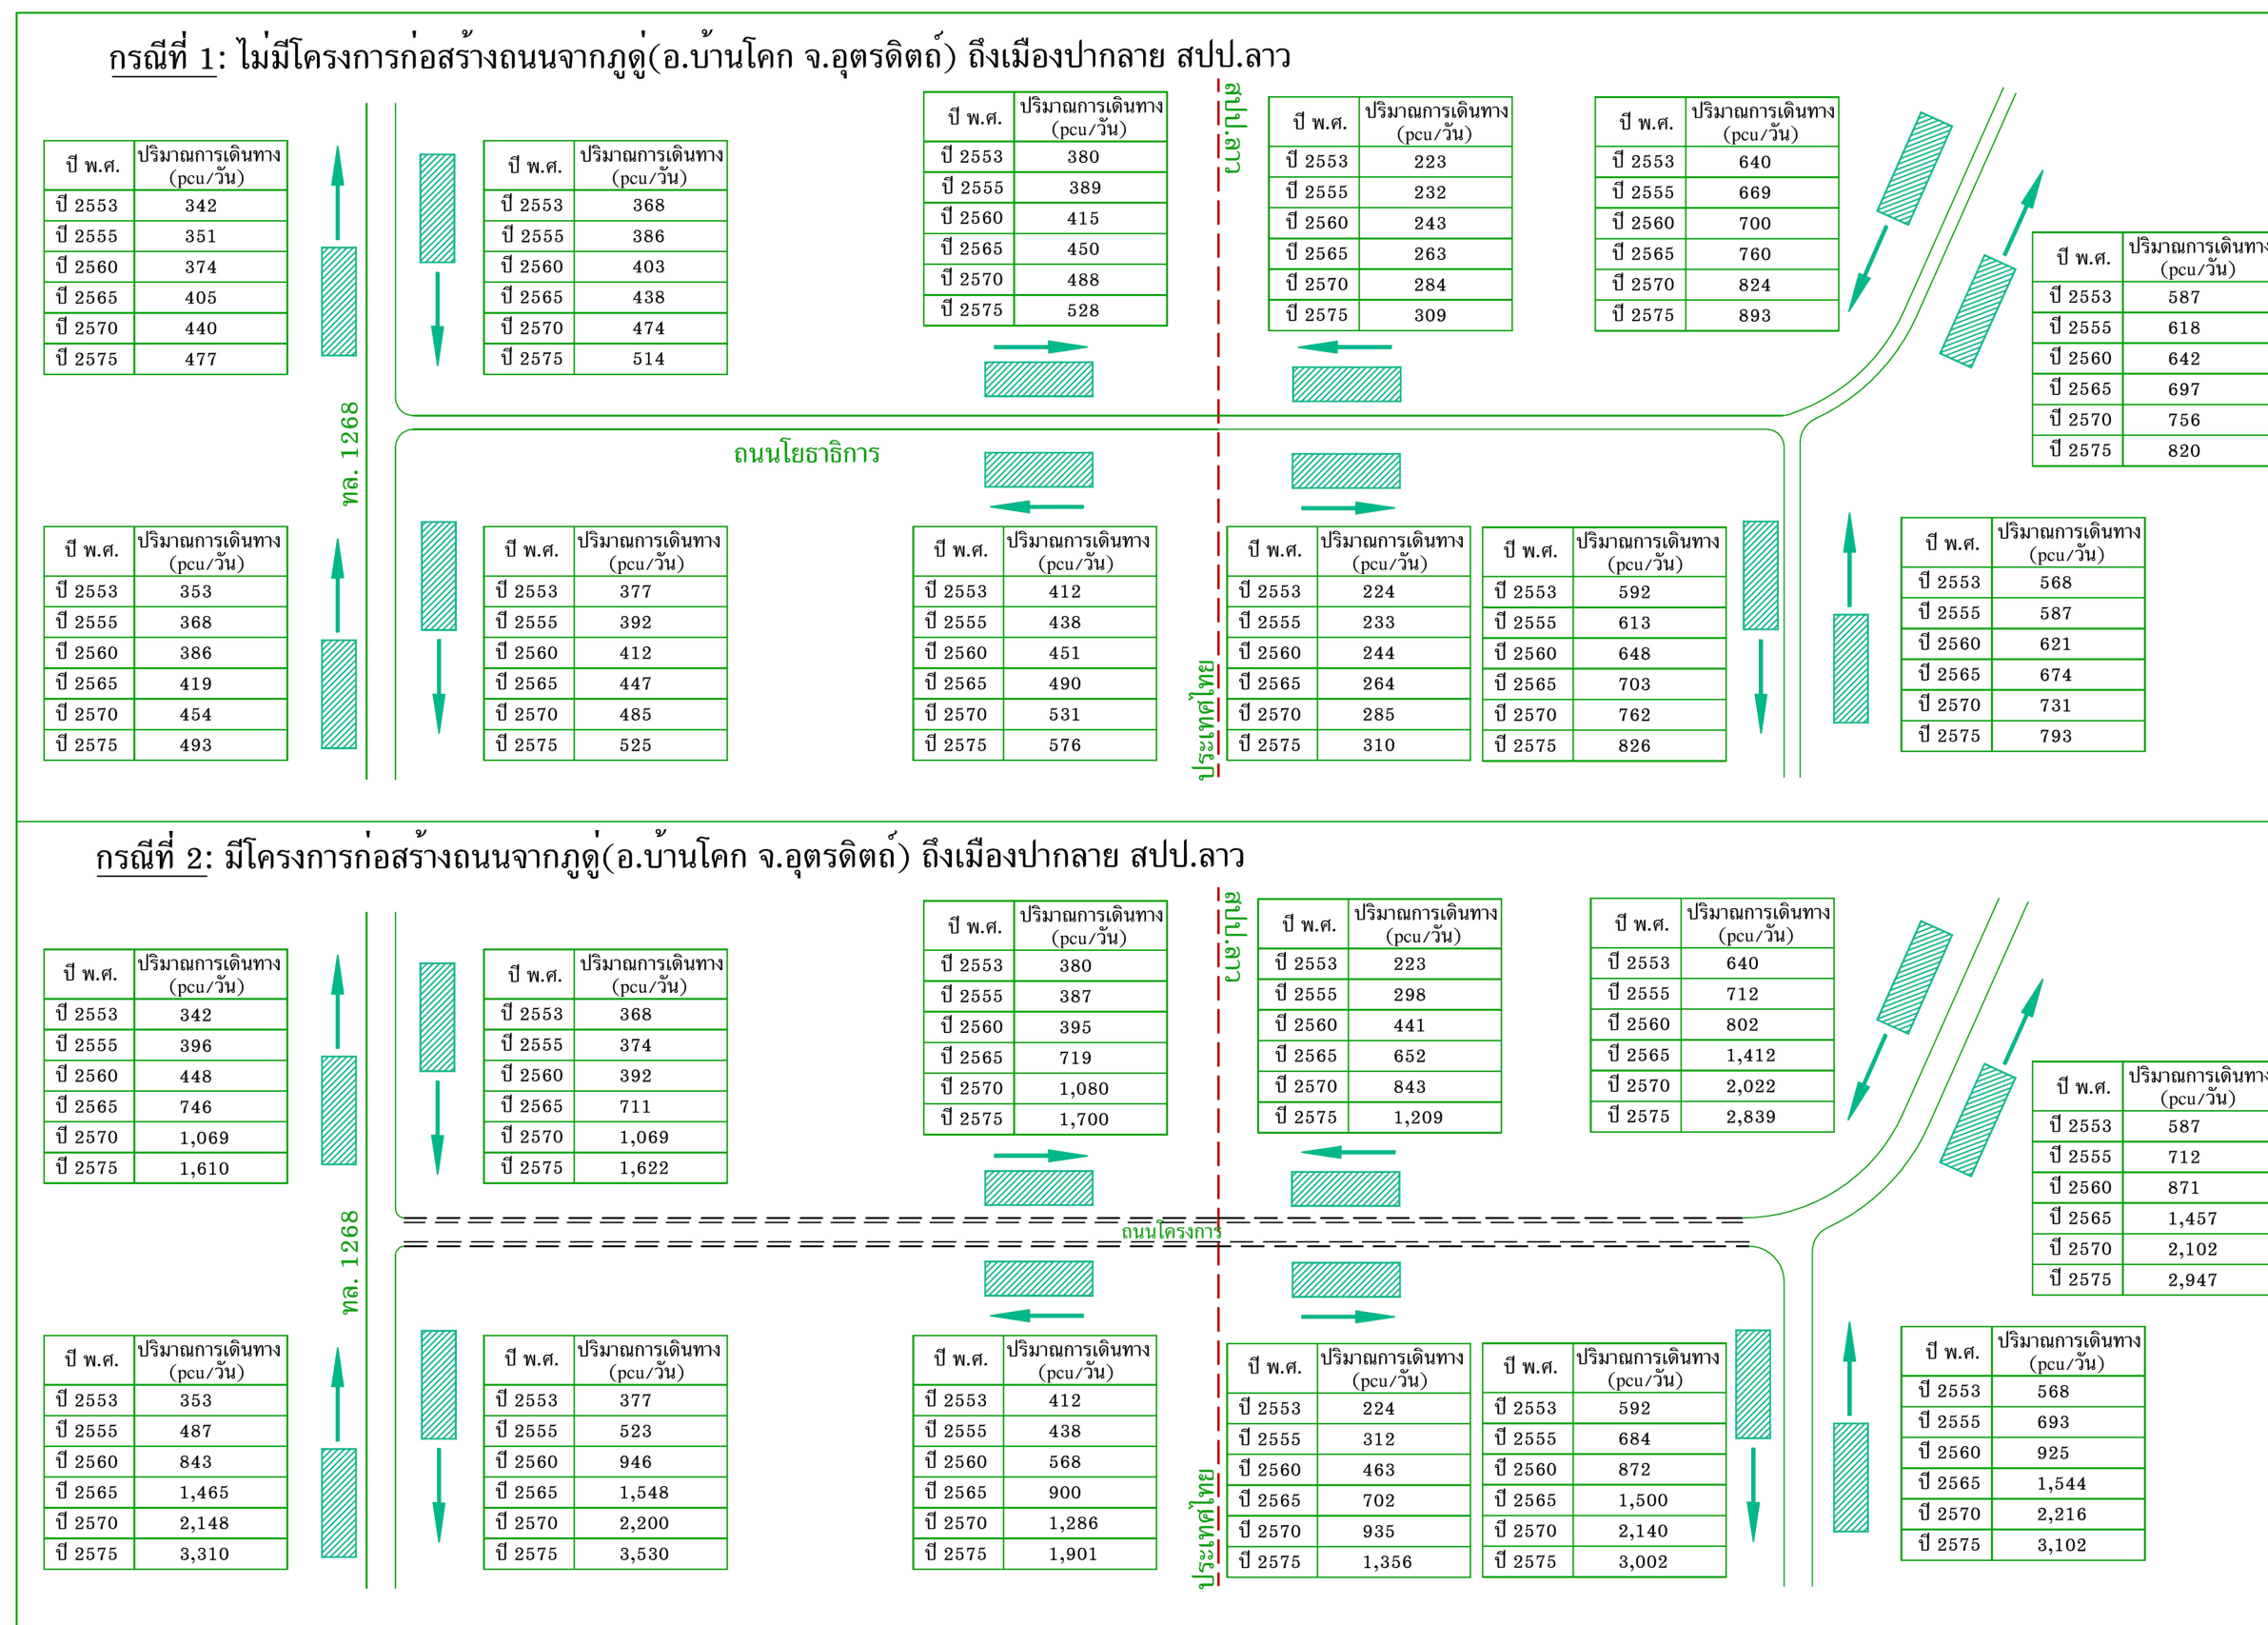 กรณีที่ 1: ไม่มีโครงการก่อสร้างถนนจากภูดู่(อ.บ้านโคก จ.อุตรดิตถ์) ถึงเมืองปากลาย สปป.ลาว
ปี พ.ศ. ปริมาณการเดินทาง (pcu/วัน)
ปี 2553 342
ปี 2555 351
ปี 2560 374
ปี 2565 405
ปี 2570 440
ปี 2575 477
ปี พ.ศ. ปริมาณการเดินทาง (pcu/วัน)
ปี 2553 368
ปี 2555 386
ปี 2560 403
ปี 2565 438
ปี 2570 474
ปี 2575 514
ปี พ.ศ. ปริมาณการเดินทาง (pcu/วัน)
ปี 2553 380
ปี 2555 389
ปี 2560 415
ปี 2565 450
ปี 2570 488
ปี 2575 528
สปป.ลาว
ปี พ.ศ. ปริมาณการเดินทาง (pcu/วัน)
ปี 2553 223
ปี 2555 232
ปี 2560 243
ปี 2565 263
ปี 2570 284
ปี 2575 309
ปี พ.ศ. ปริมาณการเดินทาง (pcu/วัน)
ปี 2553 640
ปี 2555 669
ปี 2560 700
ปี 2565 760
ปี 2570 824
ปี 2575 893
ปี พ.ศ. ปริมาณการเดินทาง (pcu/วัน)
ปี 2553 587
ปี 2555 618
ปี 2560 642
ปี 2565 697
ปี 2570 756
ปี 2575 820
ทล. 1268
ถนนโยธาธิการ
ปี พ.ศ. ปริมาณการเดินทาง (pcu/วัน)
ปี 2553 353
ปี 2555 368
ปี 2560 386
ปี 2565 419
ปี 2570 454
ปี 2575 493
ปี พ.ศ. ปริมาณการเดินทาง (pcu/วัน)
ปี 2553 377
ปี 2555 392
ปี 2560 412
ปี 2565 447
ปี 2570 485
ปี 2575 525
ปี พ.ศ. ปริมาณการเดินทาง (pcu/วัน)
ปี 2553 412
ปี 2555 438
ปี 2560 451
ปี 2565 490
ปี 2570 531
ปี 2575 576
ประเทศไทย
ปี พ.ศ. ปริมาณการเดินทาง (pcu/วัน)
ปี 2553 224
ปี 2555 233
ปี 2560 244
ปี 2565 264
ปี 2570 285
ปี 2575 310
ปี พ.ศ. ปริมาณการเดินทาง (pcu/วัน)
ปี 2553 592
ปี 2555 613
ปี 2560 648
ปี 2565 703
ปี 2570 762
ปี 2575 826
ปี พ.ศ. ปริมาณการเดินทาง (pcu/วัน)
ปี 2553 568
ปี 2555 587
ปี 2560 621
ปี 2565 674
ปี 2570 731
ปี 2575 793
กรณีที่ 2: มีโครงการก่อสร้างถนนจากภูดู่(อ.บ้านโคก จ.อุตรดิตถ์) ถึงเมืองปากลาย สปป.ลาว
ปี พ.ศ. ปริมาณการเดินทาง (pcu/วัน)
ปี 2553 342
ปี 2555 396
ปี 2560 448
ปี 2565 746
ปี 2570 1,069
ปี 2575 1,610
ปี พ.ศ. ปริมาณการเดินทาง (pcu/วัน)
ปี 2553 368
ปี 2555 374
ปี 2560 392
ปี 2565 711
ปี 2570 1,069
ปี 2575 1,622
ปี พ.ศ. ปริมาณการเดินทาง (pcu/วัน)
ปี 2553 380
ปี 2555 387
ปี 2560 395
ปี 2565 719
ปี 2570 1,080
ปี 2575 1,700
สปป.ลาว
ปี พ.ศ. ปริมาณการเดินทาง (pcu/วัน)
ปี 2553 223
ปี 2555 298
ปี 2560 441
ปี 2565 652
ปี 2570 843
ปี 2575 1,209
ปี พ.ศ. ปริมาณการเดินทาง (pcu/วัน)
ปี 2553 640
ปี 2555 712
ปี 2560 802
ปี 2565 1,412
ปี 2570 2,022
ปี 2575 2,839
ปี พ.ศ. ปริมาณการเดินทาง (pcu/วัน)
ปี 2553 587
ปี 2555 712
ปี 2560 871
ปี 2565 1,457
ปี 2570 2,102
ปี 2575 2,947
ทล. 1268
ถนนโครงการ
ปี พ.ศ. ปริมาณการเดินทาง (pcu/วัน)
ปี 2553 353
ปี 2555 487
ปี 2560 843
ปี 2565 1,465
ปี 2570 2,148
ปี 2575 3,310
ปี พ.ศ. ปริมาณการเดินทาง (pcu/วัน)
ปี 2553 377
ปี 2555 523
ปี 2560 946
ปี 2565 1,548
ปี 2570 2,200
ปี 2575 3,530
ปี พ.ศ. ปริมาณการเดินทาง (pcu/วัน)
ปี 2553 412
ปี 2555 438
ปี 2560 568
ปี 2565 900
ปี 2570 1,286
ปี 2575 1,901
ประเทศไทย
ปี พ.ศ. ปริมาณการเดินทาง (pcu/วัน)
ปี 2553 224
ปี 2555 312
ปี 2560 463
ปี 2565 702
ปี 2570 935
ปี 2575 1,356
ปี พ.ศ. ปริมาณการเดินทาง (pcu/วัน)
ปี 2553 592
ปี 2555 684
ปี 2560 872
ปี 2565 1,500
ปี 2570 2,140
ปี 2575 3,002
ปี พ.ศ. ปริมาณการเดินทาง (pcu/วัน)
ปี 2553 568
ปี 2555 693
ปี 2560 925
ปี 2565 1,544
ปี 2570 2,216
ปี 2575 3,102